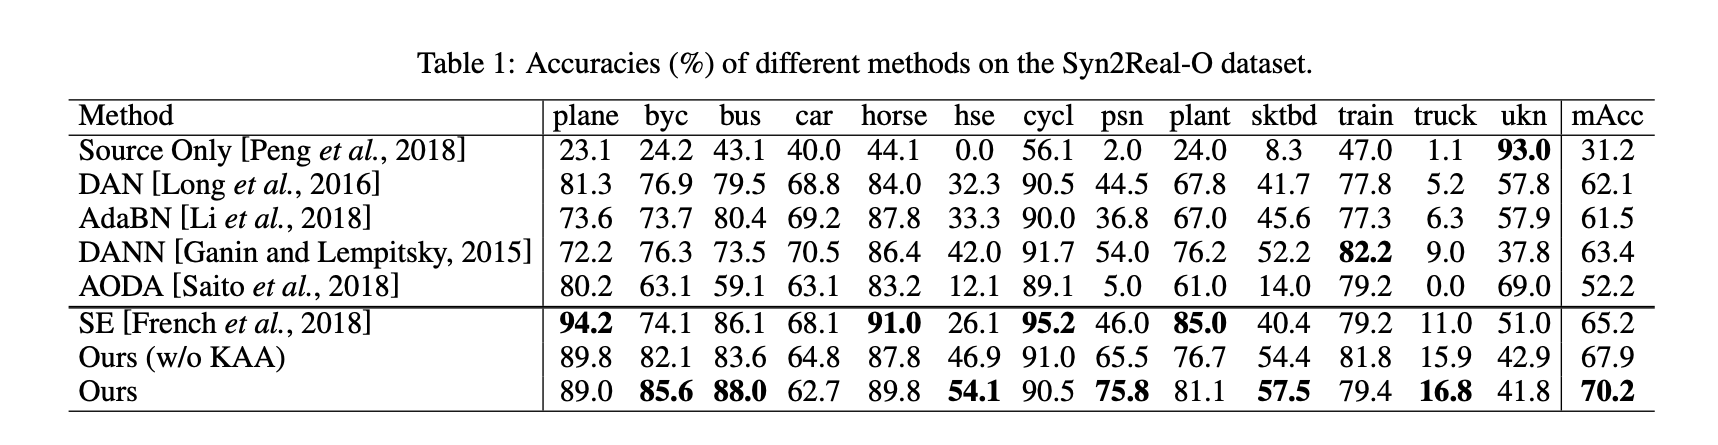 Table 1: Accuracies (%) of different methods on the Syn2Real-O dataset.
Method plane byc bus car horse hse cycl psn plant sktbd train truck ukn mAcc
Source Only [Peng et al., 2018] 23.1 24.2 43.1 40.0 44.1 0.0 56.1 2.0 24.0 8.3 47.0 1.1 93.0 31.2
DAN [Long et al., 2016] 81.3 76.9 79.5 68.8 84.0 32.3 90.5 44.5 67.8 41.7 77.8 5.2 57.8 62.1
AdaBN [Li et al., 2018] 73.6 73.7 80.4 69.2 87.8 33.3 90.0 36.8 67.0 45.6 77.3 6.3 57.9 61.5
DANN [Ganin and Lempitsky, 2015] 72.2 76.3 73.5 70.5 86.4 42.0 91.7 54.0 76.2 52.2 82.2 9.0 37.8 63.4
AODA [Saito et al., 2018] 80.2 63.1 59.1 63.1 83.2 12.1 89.1 5.0 61.0 14.0 79.2 0.0 69.0 52.2
SE [French et al., 2018] 94.2 74.1 86.1 68.1 91.0 26.1 95.2 46.0 85.0 40.4 79.2 11.0 51.0 65.2
Ours (w/o KAA) 89.8 82.1 83.6 64.8 87.8 46.9 91.0 65.5 76.7 54.4 81.8 15.9 42.9 67.9
Ours 89.0 85.6 88.0 62.7 89.8 54.1 90.5 75.8 81.1 57.5 79.4 16.8 41.8 70.2